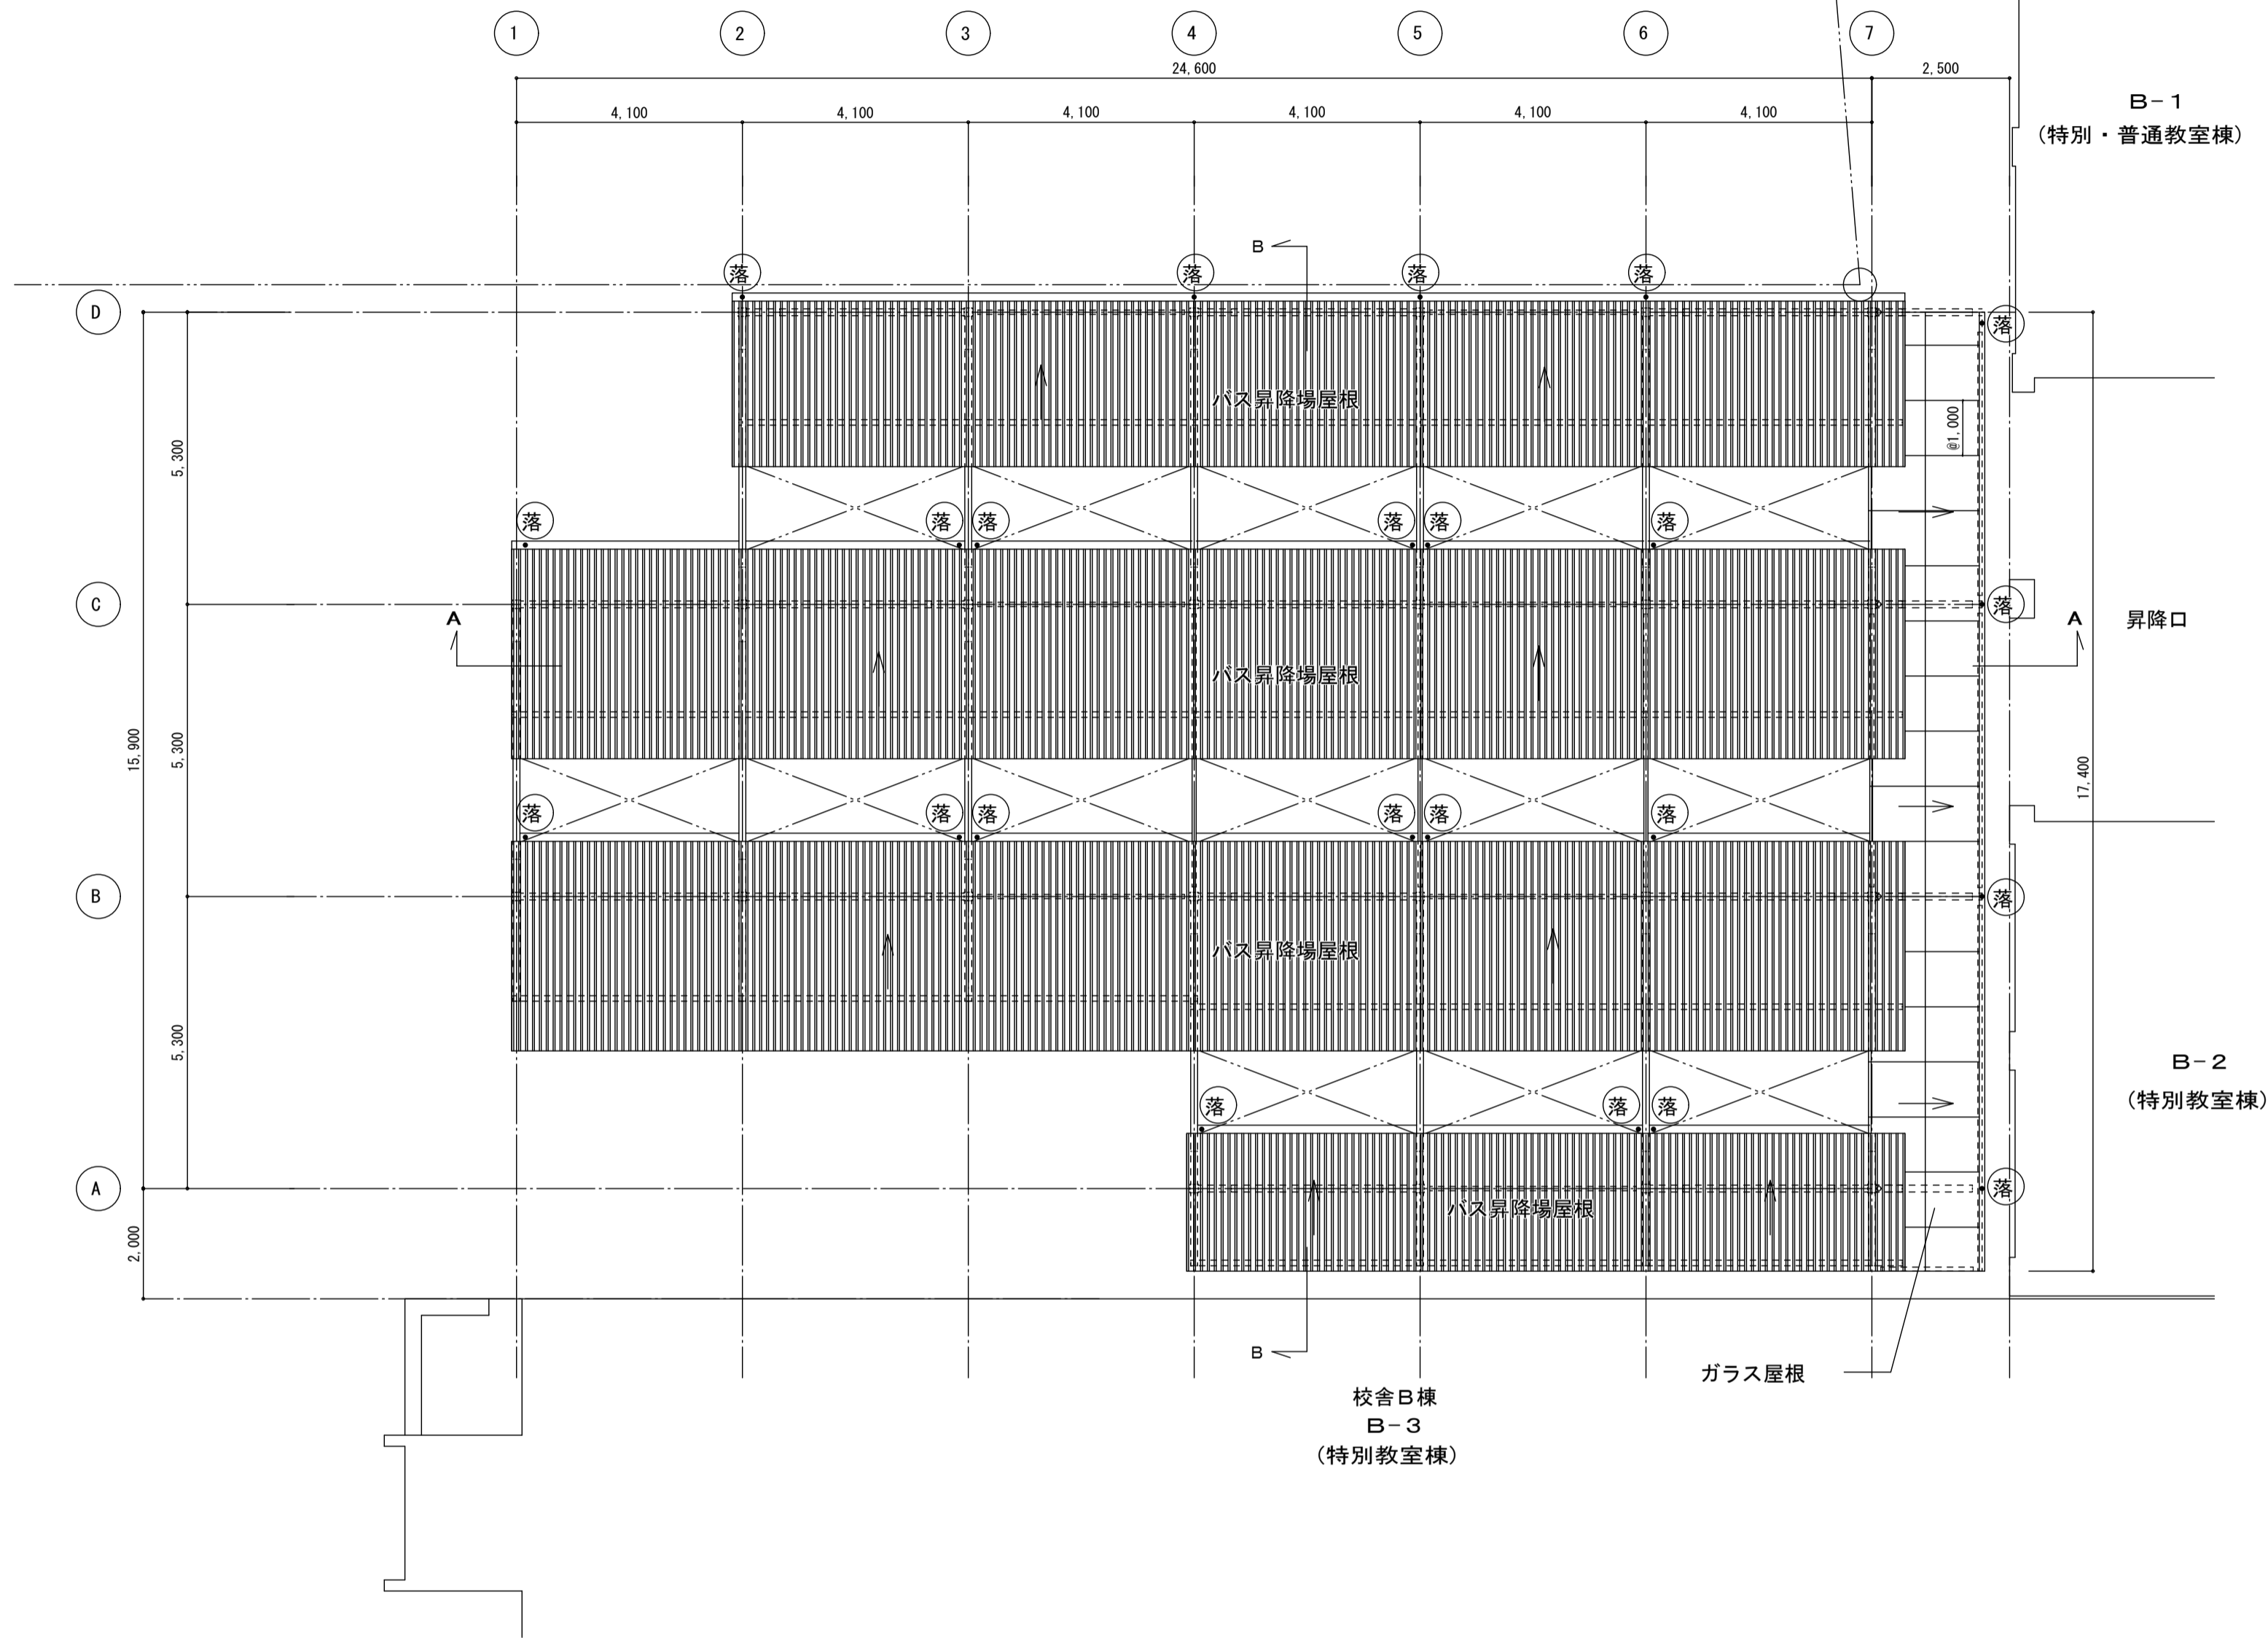 1 2 3 4 5 6 7
24,600 2,500
4,100 4,100 4,100 4,100 4,100 4,100
B-1
(特別・普通教室棟)
B
落 落 落 落
D
落
バス昇降場屋根
@1,000
5,300
落 落 落 落 落 落
C
落
A A
昇降口
バス昇降場屋根
15,900
5,300
17,400
落 落 落 落 落 落
B
落
バス昇降場屋根
5,300
B-2
(特別教室棟)
落 落 落
A
落
バス昇降場屋根
2,000
B
ガラス屋根
校舎B棟
B-3
(特別教室棟)